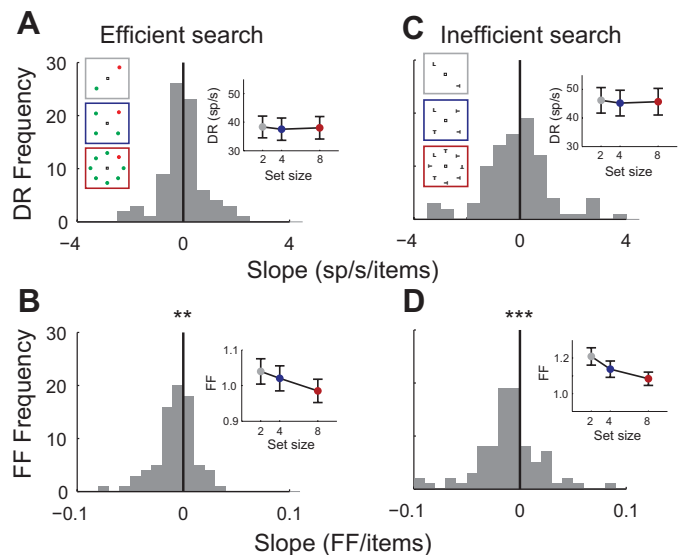 A Efficient search
DR Frequency
30
20
10
0
−4 0 4
DR (sp/s)
50
40
30
2 4 8
Set size
C Inefficient search
L
T
L
T
T
T
L
T
T
T
T
T
T
T
DR (sp/s)
50
40
30
2 4 8
Set size
−4 0 4
Slope (sp/s/items)
B
**
FF Frequency
30
20
10
0
−0.1 0 0.1
FF
1.1
1.0
0.9
2 4 8
Set size
D
***
FF
1.2
1.0
2 4 8
Set size
−0.1 0 0.1
Slope (FF/items)